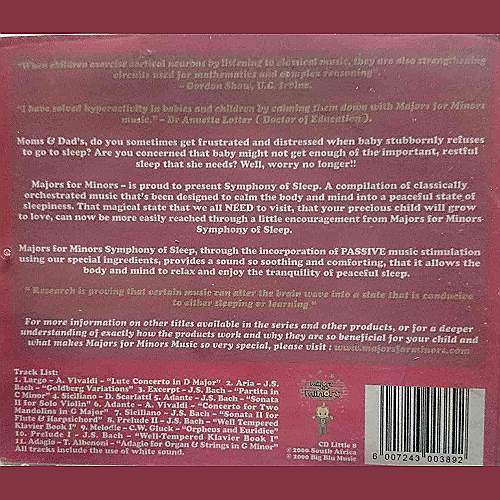 "When children exercise cortical neurons by listening to classical music, they are also strengthening
circuits used for mathematics and complex reasoning"
- Gordon Shaw, U.C. Irvine.
"I have solved hyperactivity in babies and children by calming them down with Majors for Minors
music." - Dr Annette Lotter ( Doctor of Education ).
Moms & Dad's, do you sometimes get frustrated and distressed when baby stubbornly refuses
to go to sleep? Are you concerned that baby might not get enough of the important, restful
sleep that she needs? Well, worry no longer!!
Majors for Minors – is proud to present Symphony of Sleep. A compilation of classically
orchestrated music that's been designed to calm the body and mind into a peaceful state of
sleepiness. That magical state that we all NEED to visit, that your precious child will grow
to love, can now be more easily reached through a little encouragement from Majors for Minors
Symphony of Sleep.
Majors for Minors Symphony of Sleep, through the incorporation of PASSIVE music stimulation
using our special ingredients, provides a sound so soothing and comforting, that it allows the
body and mind to relax and enjoy the tranquility of peaceful sleep.
" Research is proving that certain music can alter the brain wave into a state that is conducive
to either sleeping or learning "
For more information on other titles available in the series and other products, or for a deeper
understanding of exactly how the products work and why they are so beneficial for your child and
what makes Majors for Minors Music so very special, please visit : www.majorsforminors.com
Track List:
1. Largo - A. Vivaldi - "Lute Concerto in D Major" 2. Aria - J.S.
Bach - "Goldberg Variations" 3. Excerpt - J.S. Bach - "Partita in
C Minor" 4. Siciliano - D. Scarlatti 5. Adante - J.S. Bach - "Sonata
II for Solo Violin" 6. Adante - A. Vivaldi - "Concerto for Two
Mandolins in G Major" 7. Siciliano - J.S. Bach - "Sonata II for
Flute & Harpsichord" 8. Prelude II - J.S. Bach - "Well Tempered
Klavier Book I" 9. Melodie - C.W. Gluck - "Orpheus and Euridice"
10. Prelude I - J.S. Bach - "Well-Tempered Klavier Book I"
11. Adagio - T. Albenoni - "Adagio for Organ & Strings in G Minor"
All tracks include the use of white sound.
CD Little 8
© 2000 South Africa
© 2000 Big Blu Music
6 007243 003892